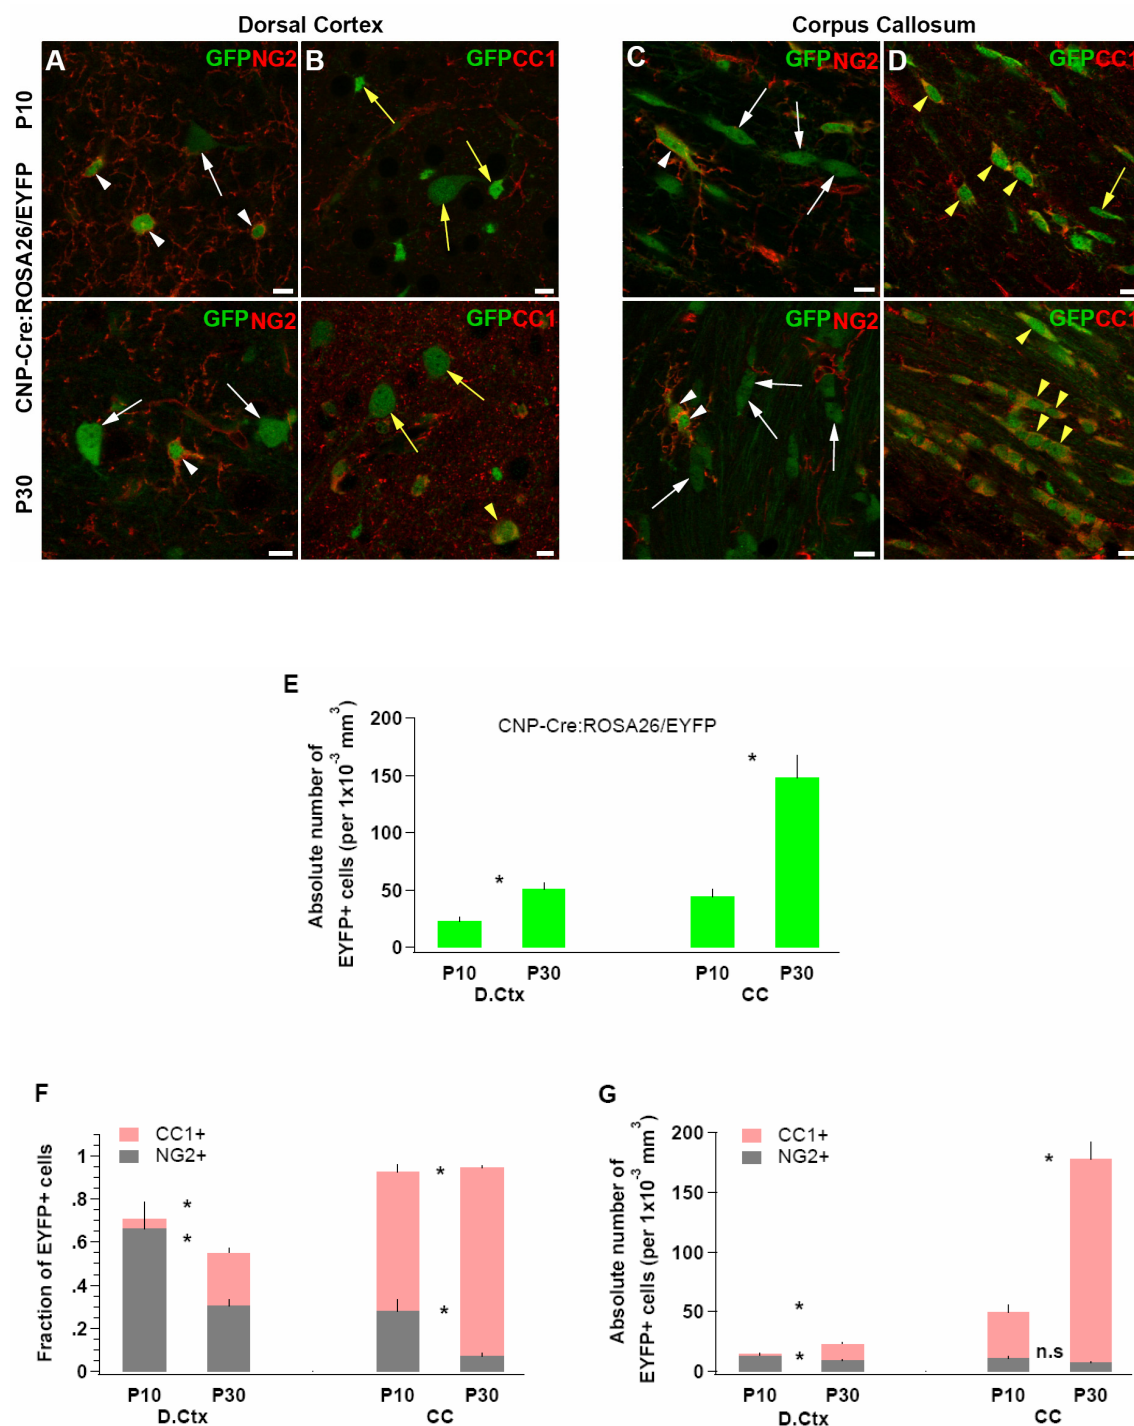 Dorsal Cortex
Corpus Callosum
CNP-Cre:ROSA26/EYFP
P10
P30
A
GFPNG2
B
GFPCC1
C
GFPNG2
D
GFPCC1
GFPNG2
GFPCC1
GFPNG2
GFPCC1
E
CNP-Cre:ROSA26/EYFP
Absolute number of
EYFP+ cells (per 1x10-3 mm3)
200
150
100
50
0
*
*
P10 P30 P10 P30
D.Ctx CC
F
CC1+
NG2+
Fraction of EYFP+ cells
1
.8
.6
.4
.2
0
*
*
*
*
P10 P30 P10 P30
D.Ctx CC
G
CC1+
NG2+
Absolute number of
EYFP+ cells (per 1x10-3 mm3)
200
150
100
50
0
*
*
*
n.s
P10 P30 P10 P30
D.Ctx CC